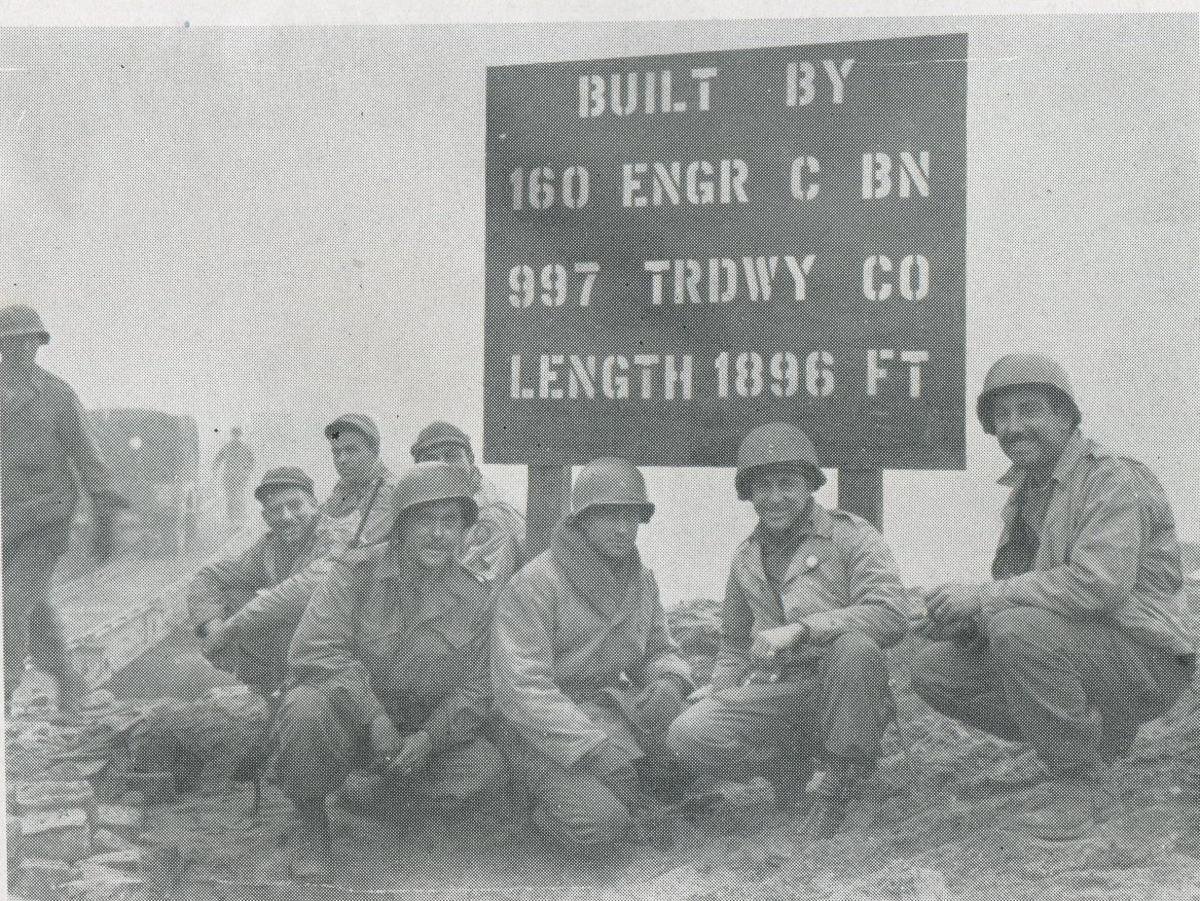 BUILT BY
160 ENGR C BN
997 TRDWY CO
LENGTH 1896 FT